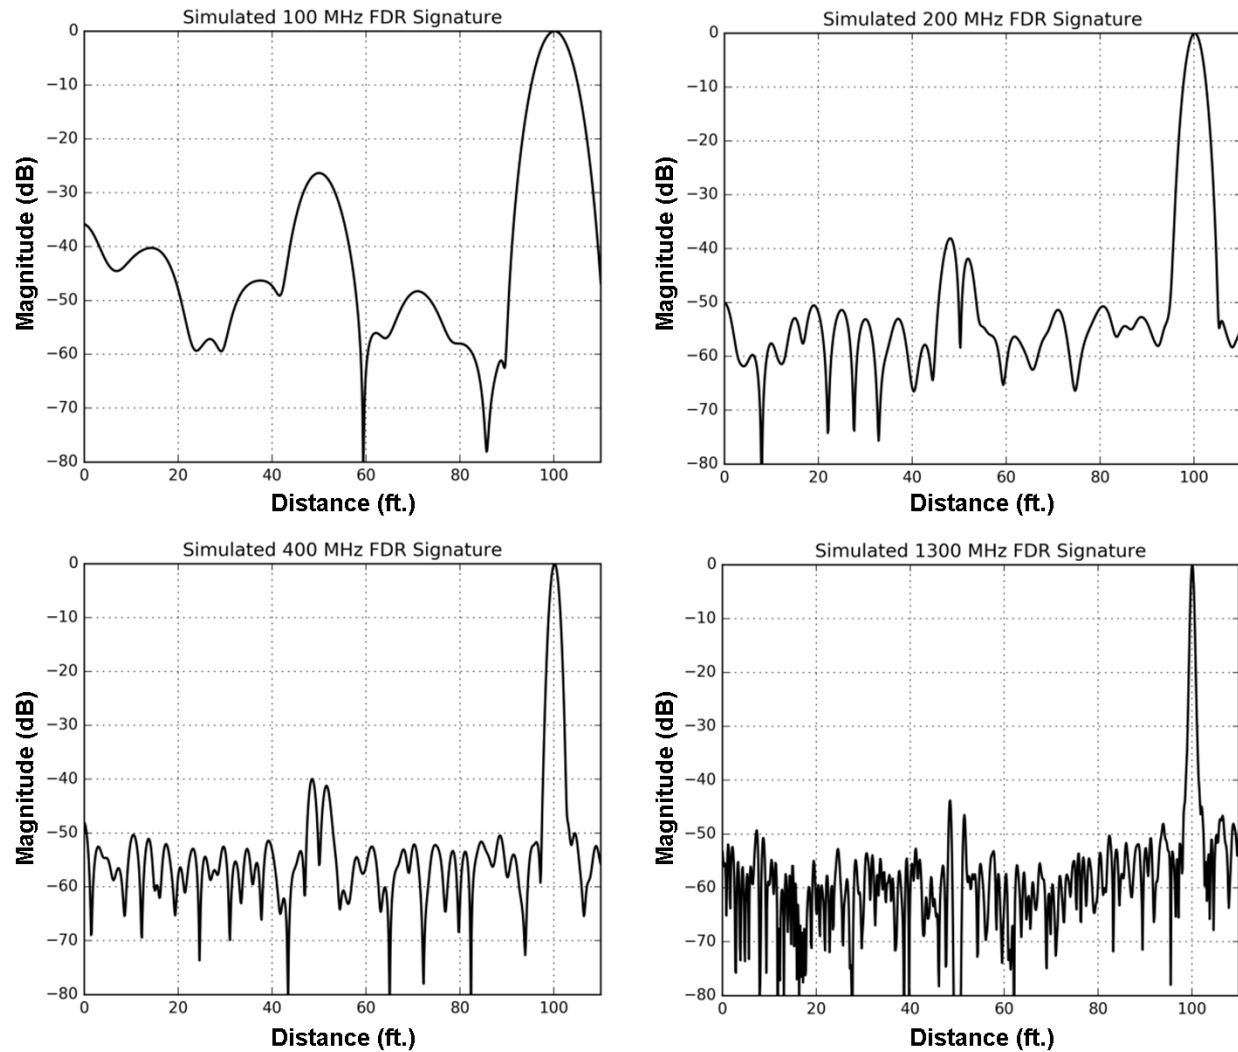 Simulated 100 MHz FDR Signature
0
−10
−20
−30
−40
−50
−60
−70
−80
Magnitude (dB)
0 20 40 60 80 100
Distance (ft.)
Simulated 200 MHz FDR Signature
0
−10
−20
−30
−40
−50
−60
−70
−80
Magnitude (dB)
0 20 40 60 80 100
Distance (ft.)
Simulated 400 MHz FDR Signature
0
−10
−20
−30
−40
−50
−60
−70
−80
Magnitude (dB)
0 20 40 60 80 100
Distance (ft.)
Simulated 1300 MHz FDR Signature
0
−10
−20
−30
−40
−50
−60
−70
−80
Magnitude (dB)
0 20 40 60 80 100
Distance (ft.)